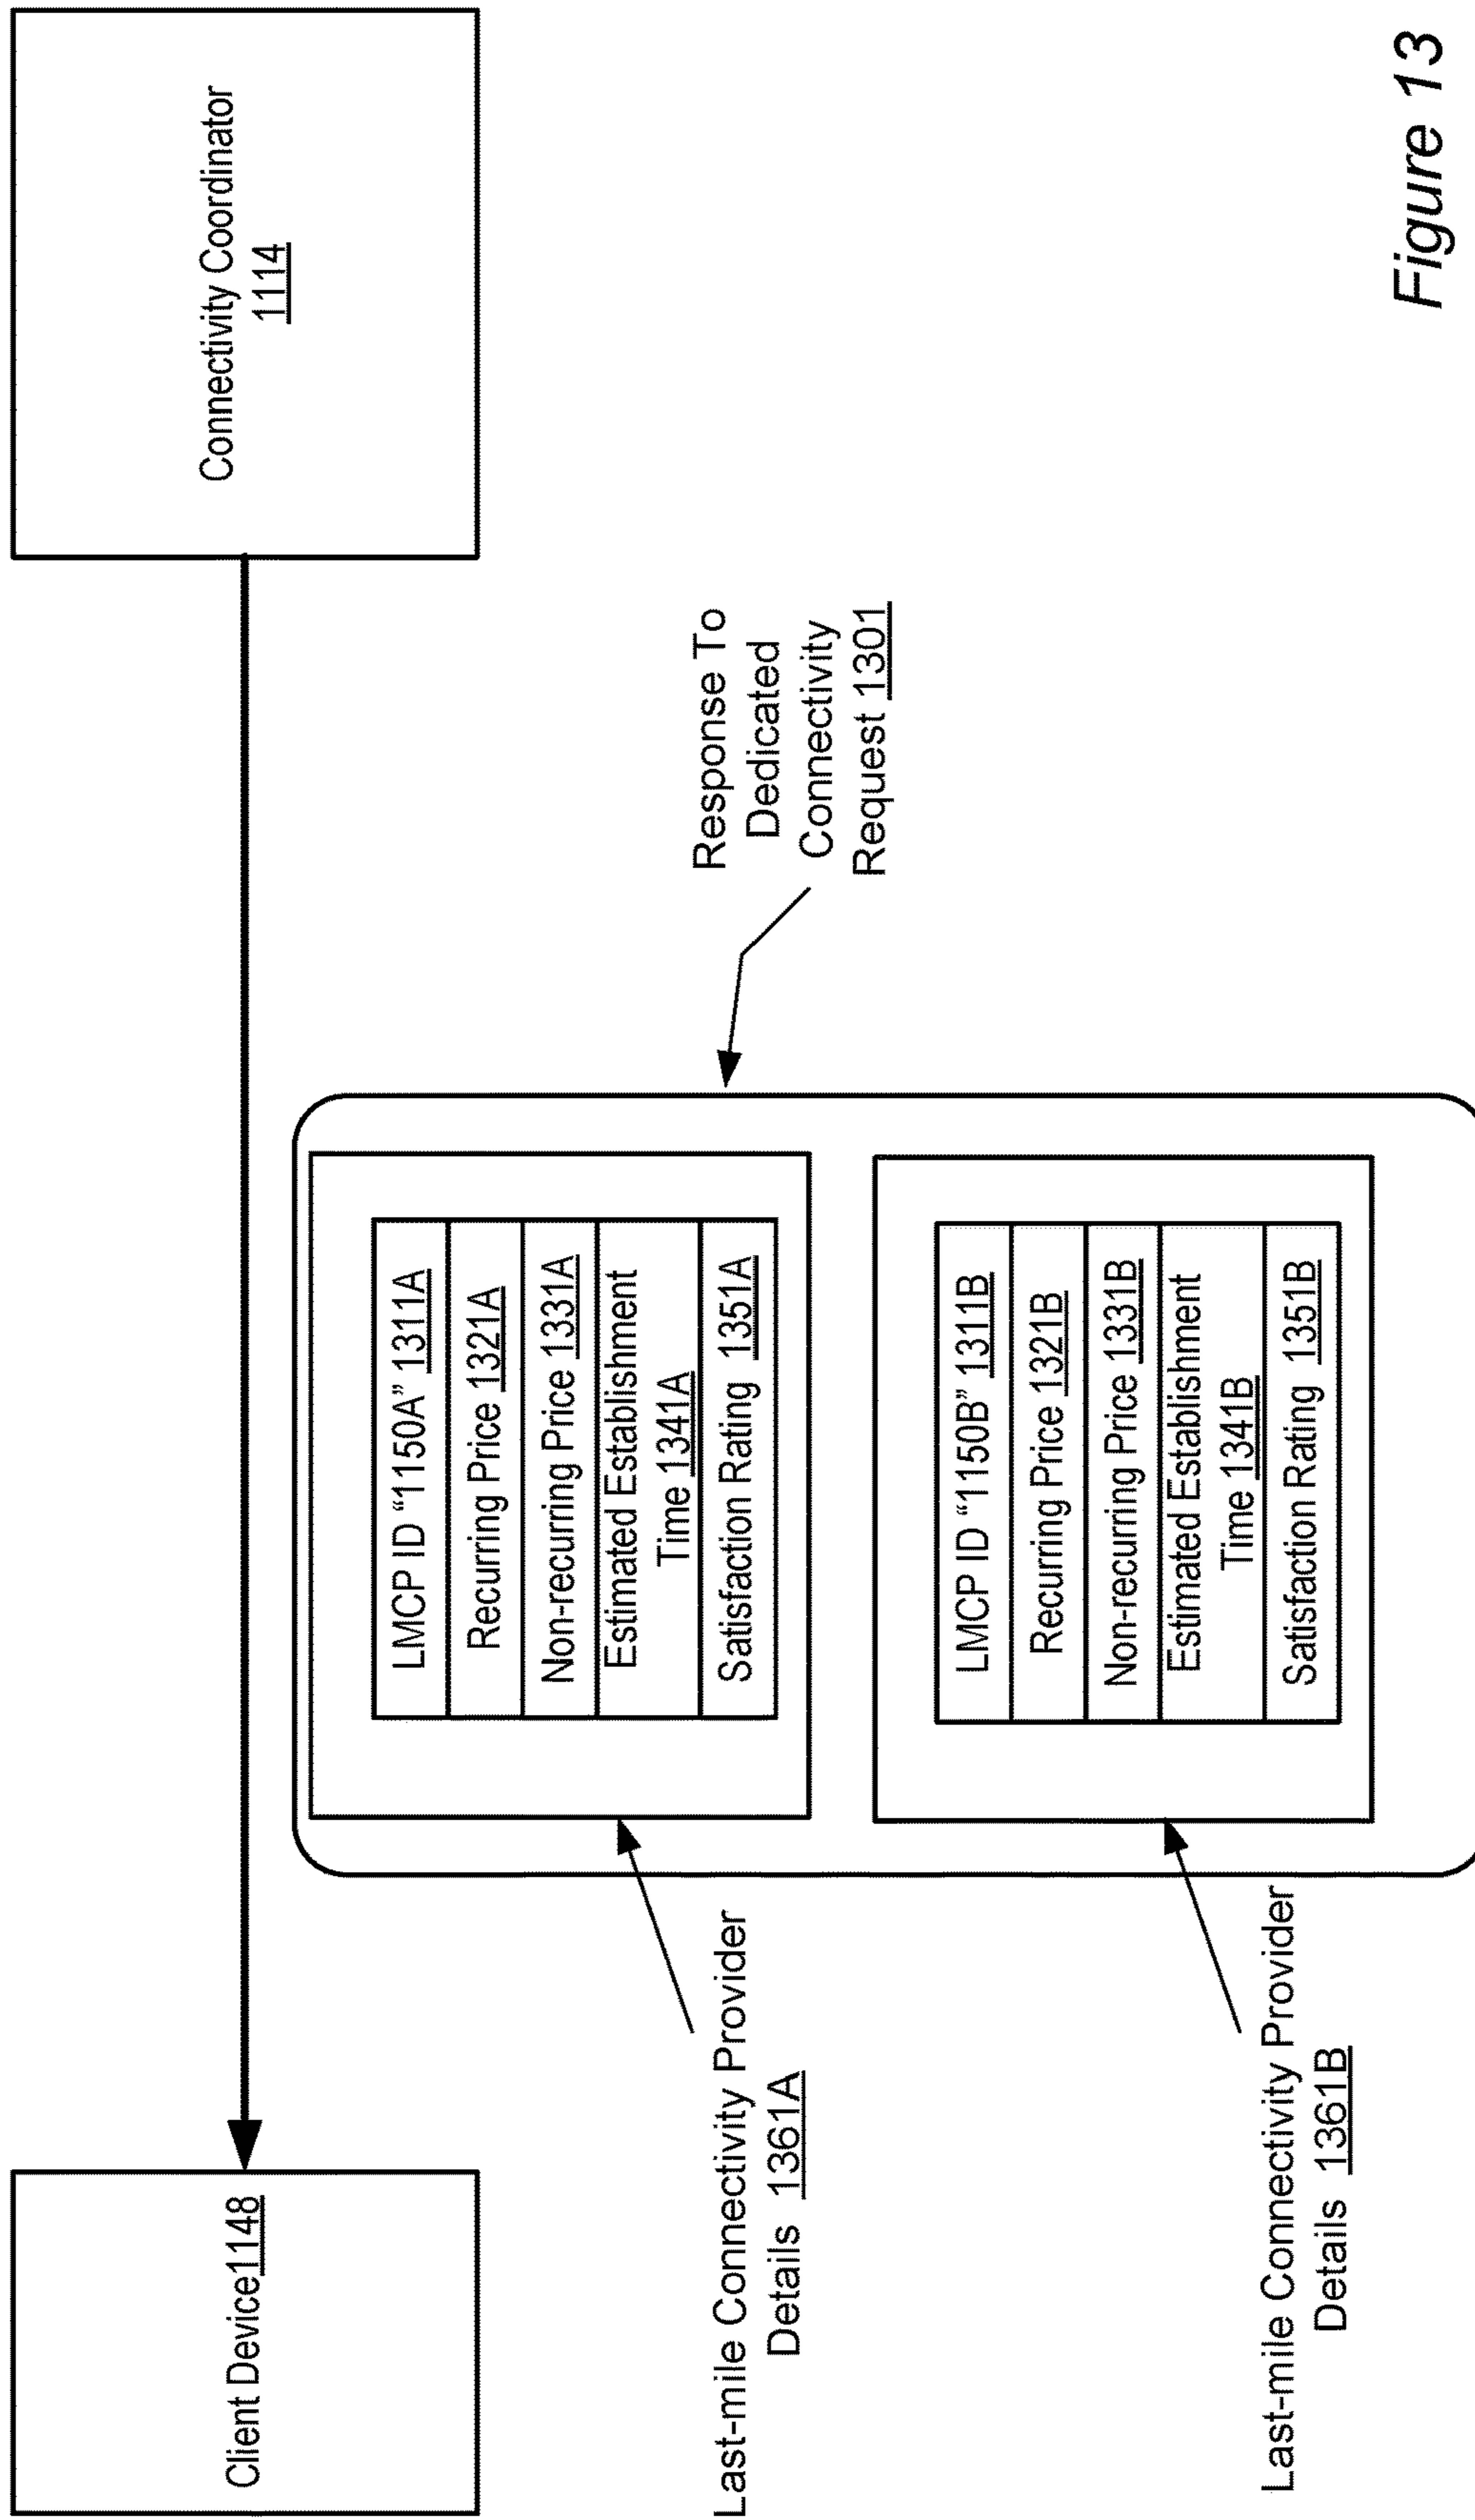 Client Device1148
Connectivity Coordinator
1114
Response To
Dedicated
Connectivity
Request 1301
Last-mile Connectivity Provider
Details 1361A
LMCP ID “1150A” 1311A
Recurring Price 1321A
Non-recurring Price 1331A
Estimated Establishment
Time 1341A
Satisfaction Rating 1351A
Last-mile Connectivity Provider
Details 1361B
LMCP ID “1150B” 1311B
Recurring Price 1321B
Non-recurring Price 1331B
Estimated Establishment
Time 1341B
Satisfaction Rating 1351B
Figure 13